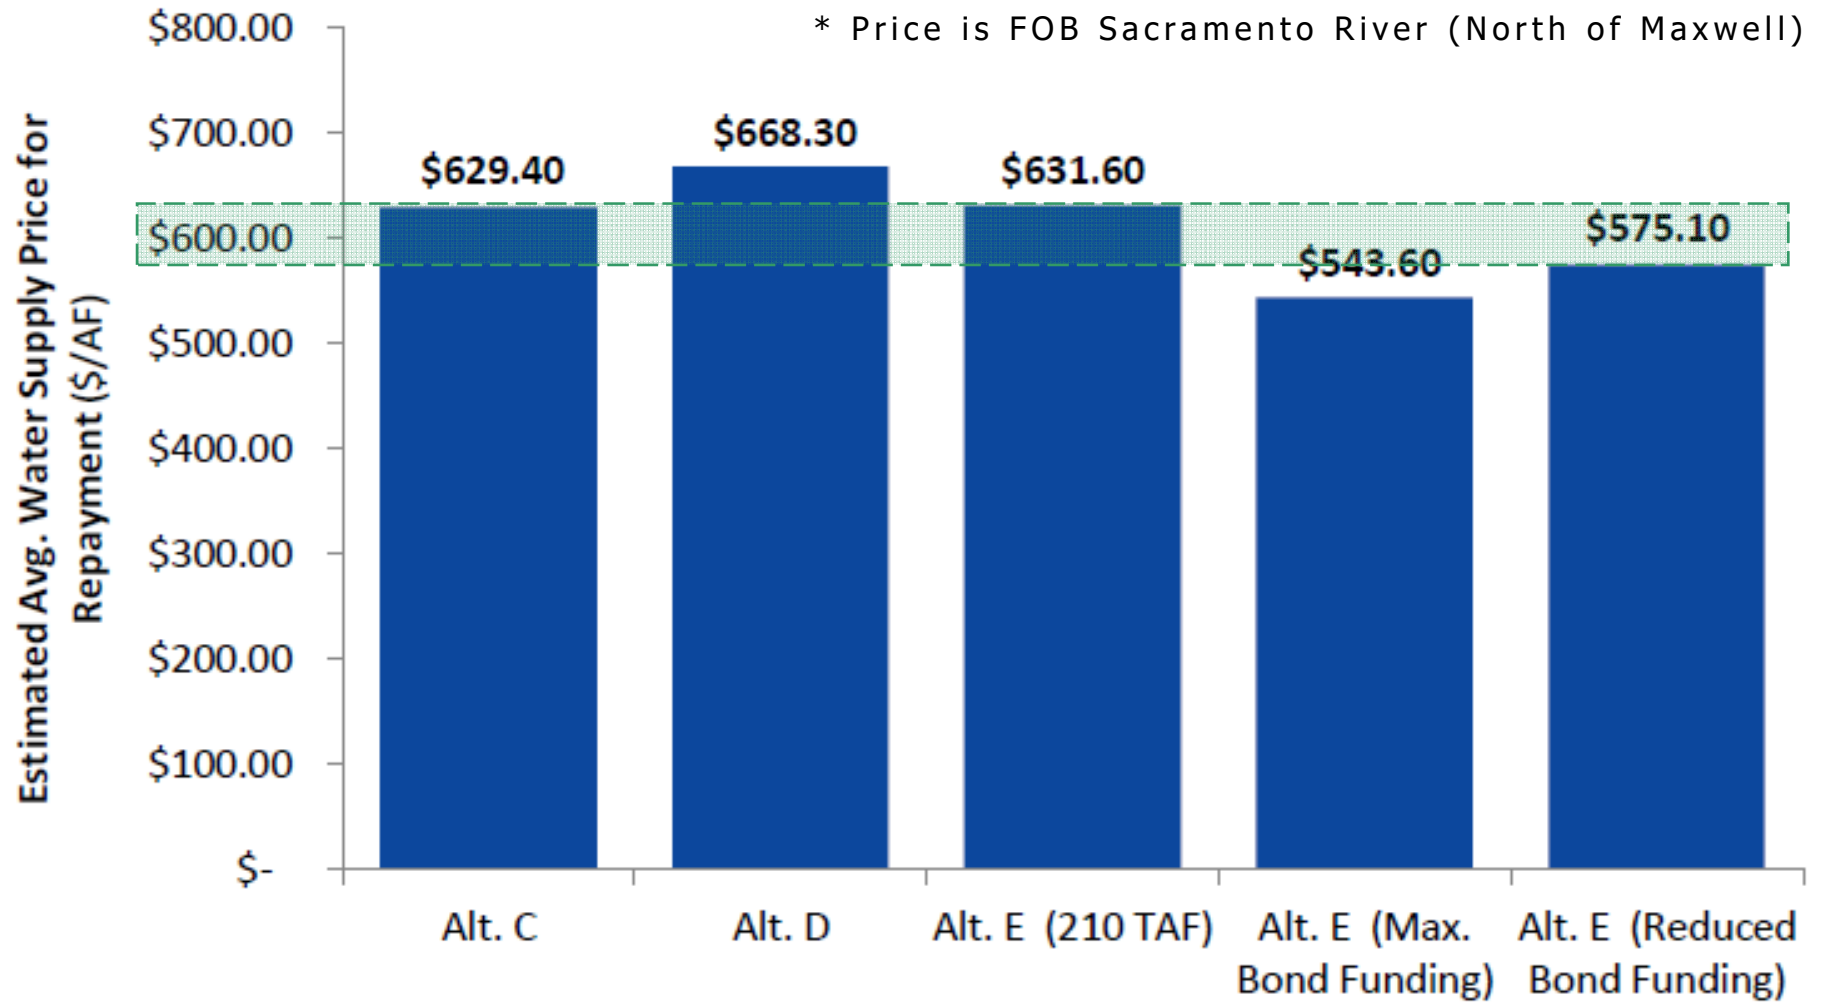 * Price is FOB Sacramento River (North of Maxwell)
Estimated Avg. Water Supply Price for
Repayment ($/AF)
$800.00
$700.00
$600.00
$500.00
$400.00
$300.00
$200.00
$100.00
$-
$629.40
$668.30
$631.60
$543.60
$575.10
Alt. C
Alt. D
Alt. E (210 TAF)
Alt. E (Max.
Bond Funding)
Alt. E (Reduced
Bond Funding)